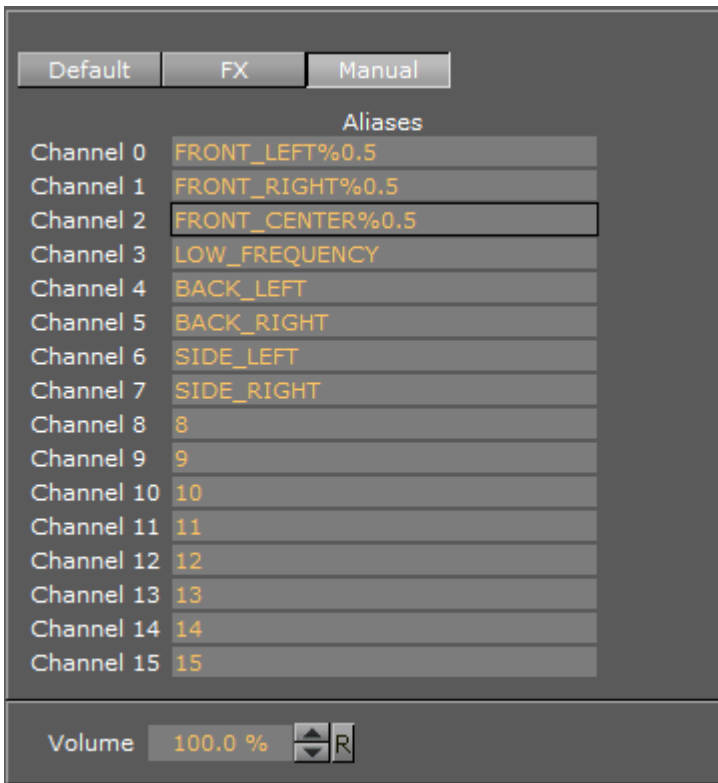 Default FX Manual
Aliases
Channel 0 FRONT_LEFT%0.5
Channel 1 FRONT_RIGHT%0.5
Channel 2 FRONT_CENTER%0.5
Channel 3 LOW_FREQUENCY
Channel 4 BACK_LEFT
Channel 5 BACK_RIGHT
Channel 6 SIDE_LEFT
Channel 7 SIDE_RIGHT
Channel 8 8
Channel 9 9
Channel 10 10
Channel 11 11
Channel 12 12
Channel 13 13
Channel 14 14
Channel 15 15
Volume 100.0 % R